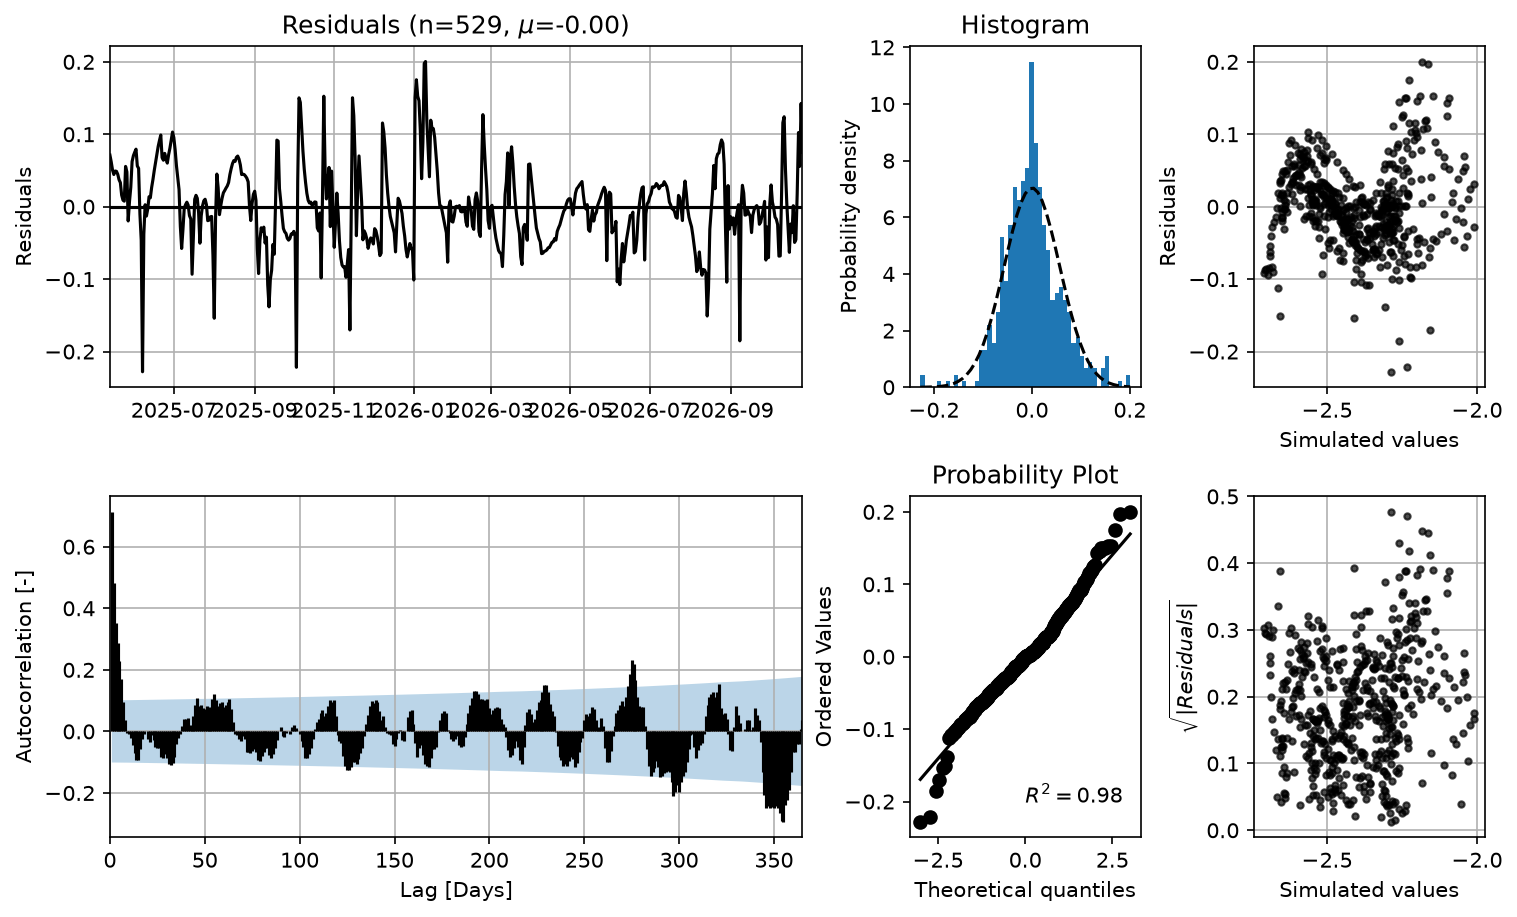 Residuals (n=529, μ=-0.00)
Residuals
0.2
0.1
0.0
−0.1
−0.2
2025-07 2025-09 2025-11 2026-01 2026-03 2026-05 2026-07 2026-09
Histogram
Probability density
12
10
8
6
4
2
0
−0.2 0.0 0.2
Residuals
0.2
0.1
0.0
−0.1
−0.2
−2.5 −2.0
Simulated values
Autocorrelation [-]
0.6
0.4
0.2
0.0
−0.2
0 50 100 150 200 250 300 350
Lag [Days]
Probability Plot
Ordered Values
0.2
0.1
0.0
−0.1
−0.2
R² = 0.98
−2.5 0.0 2.5
Theoretical quantiles
√|Residuals|
0.5
0.4
0.3
0.2
0.1
0.0
−2.5 −2.0
Simulated values